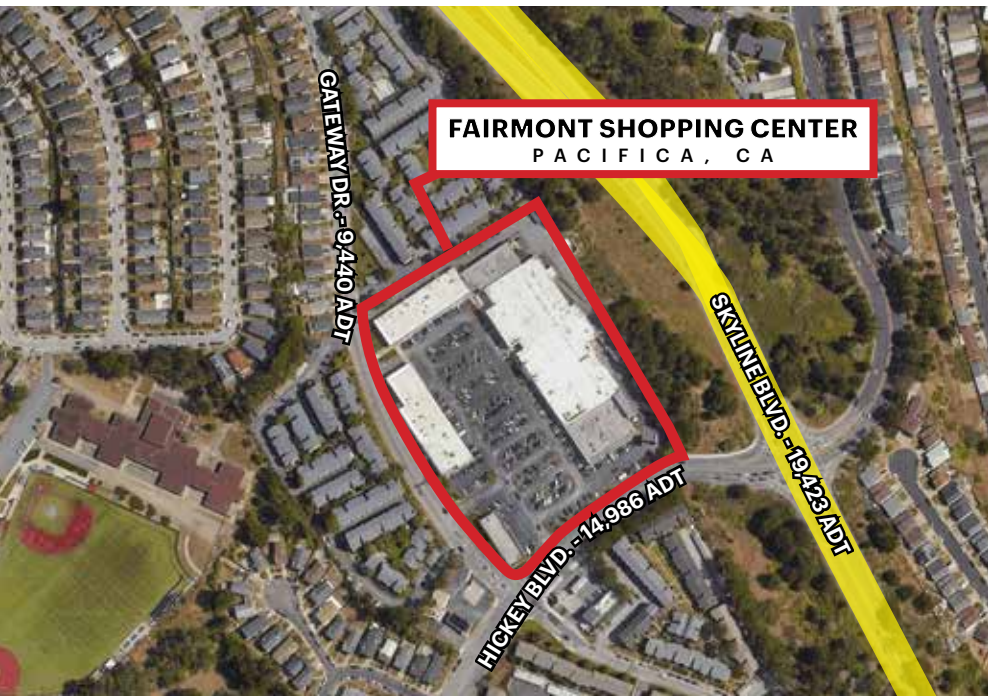 FAIRMONT SHOPPING CENTER
PACIFICA, CA
GATEWAY DR. - 9,440 ADT
SKYLINE BLVD. - 19,423 ADT
HICKEY BLVD. - 14,986 ADT